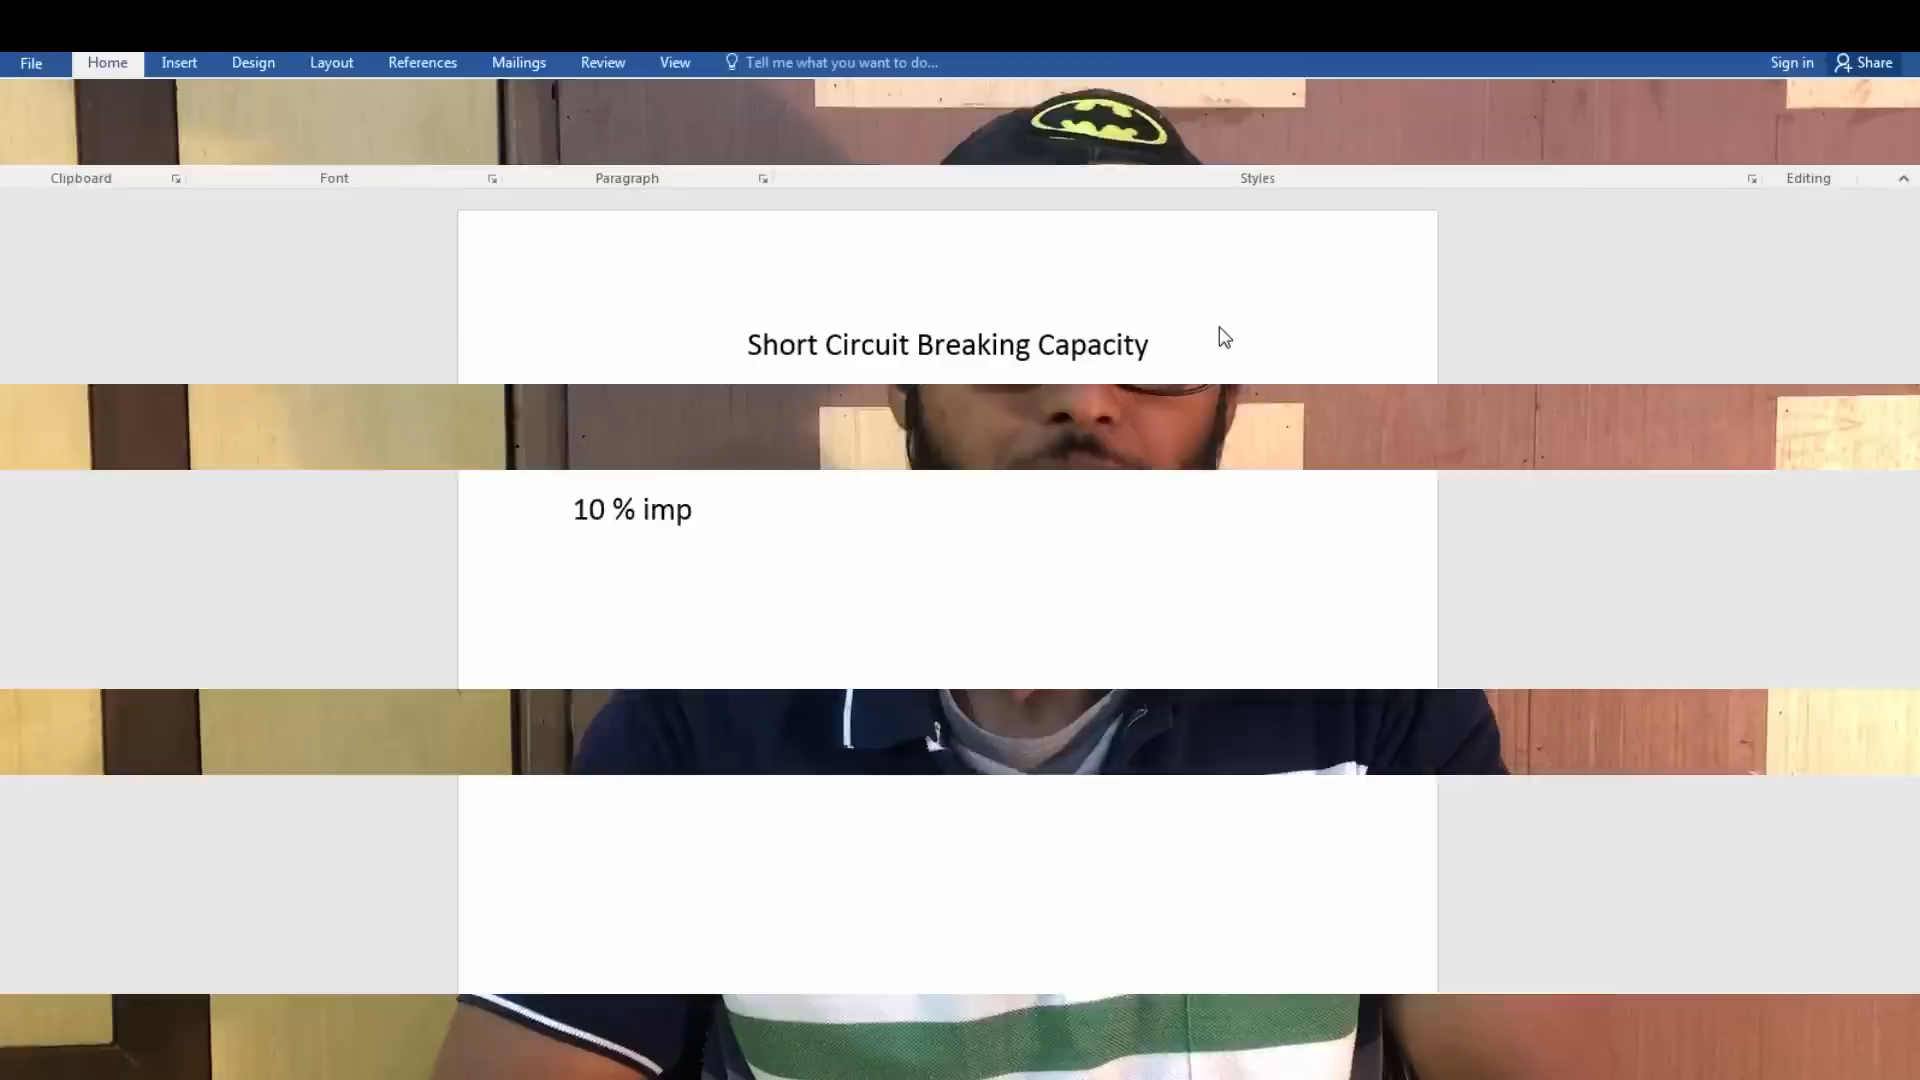 File Home Insert Design Layout References Mailings Review View Tell me what you want to do... Sign in Share
Clipboard Font Paragraph Styles Editing
Short Circuit Breaking Capacity
10 % imp